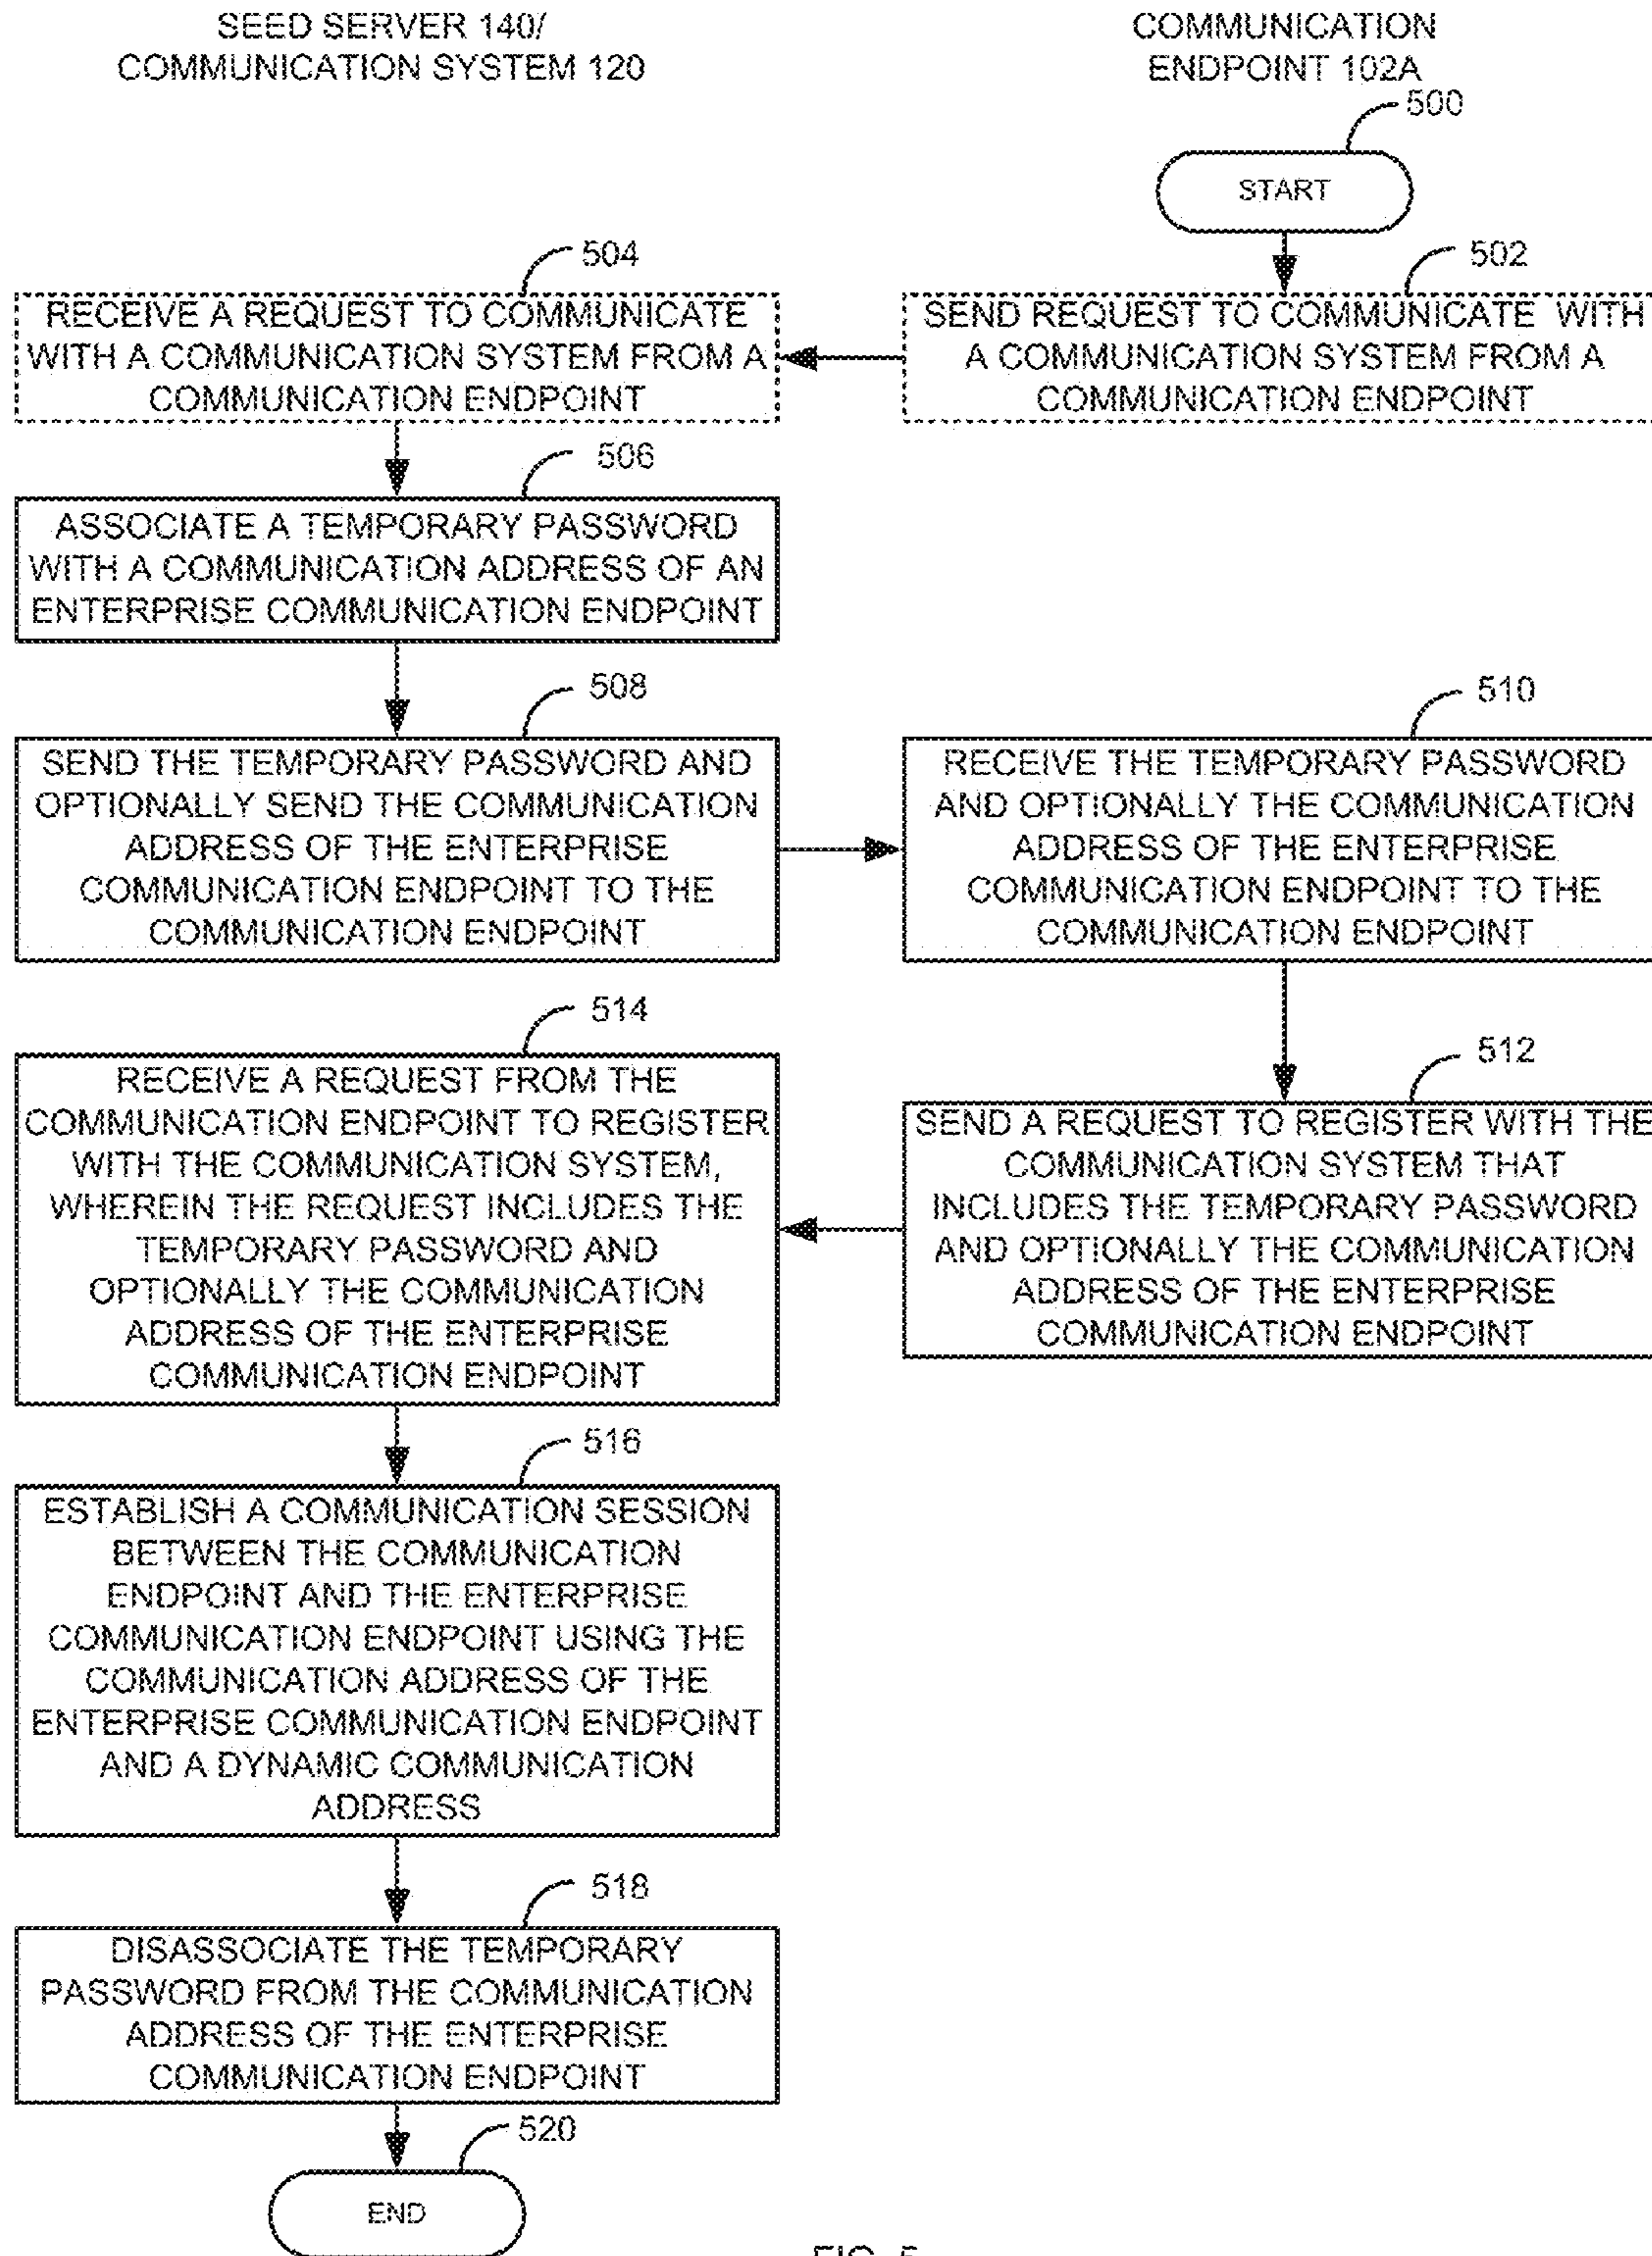 SEED SERVER 140/
COMMUNICATION SYSTEM 120
COMMUNICATION
ENDPOINT 102A
500
START
504
502
RECEIVE A REQUEST TO COMMUNICATE
WITH A COMMUNICATION SYSTEM FROM A
COMMUNICATION ENDPOINT
SEND REQUEST TO COMMUNICATE WITH
A COMMUNICATION SYSTEM FROM A
COMMUNICATION ENDPOINT
506
ASSOCIATE A TEMPORARY PASSWORD
WITH A COMMUNICATION ADDRESS OF AN
ENTERPRISE COMMUNICATION ENDPOINT
508
SEND THE TEMPORARY PASSWORD AND
OPTIONALLY SEND THE COMMUNICATION
ADDRESS OF THE ENTERPRISE
COMMUNICATION ENDPOINT TO THE
COMMUNICATION ENDPOINT
510
RECEIVE THE TEMPORARY PASSWORD
AND OPTIONALLY THE COMMUNICATION
ADDRESS OF THE ENTERPRISE
COMMUNICATION ENDPOINT TO THE
COMMUNICATION ENDPOINT
512
SEND A REQUEST TO REGISTER WITH THE
COMMUNICATION SYSTEM THAT
INCLUDES THE TEMPORARY PASSWORD
AND OPTIONALLY THE COMMUNICATION
ADDRESS OF THE ENTERPRISE
COMMUNICATION ENDPOINT
514
RECEIVE A REQUEST FROM THE
COMMUNICATION ENDPOINT TO REGISTER
WITH THE COMMUNICATION SYSTEM,
WHEREIN THE REQUEST INCLUDES THE
TEMPORARY PASSWORD AND
OPTIONALLY THE COMMUNICATION
ADDRESS OF THE ENTERPRISE
COMMUNICATION ENDPOINT
516
ESTABLISH A COMMUNICATION SESSION
BETWEEN THE COMMUNICATION
ENDPOINT AND THE ENTERPRISE
COMMUNICATION ENDPOINT USING THE
COMMUNICATION ADDRESS OF THE
ENTERPRISE COMMUNICATION ENDPOINT
AND A DYNAMIC COMMUNICATION
ADDRESS
518
DISASSOCIATE THE TEMPORARY
PASSWORD FROM THE COMMUNICATION
ADDRESS OF THE ENTERPRISE
COMMUNICATION ENDPOINT
520
END
FIG. 5